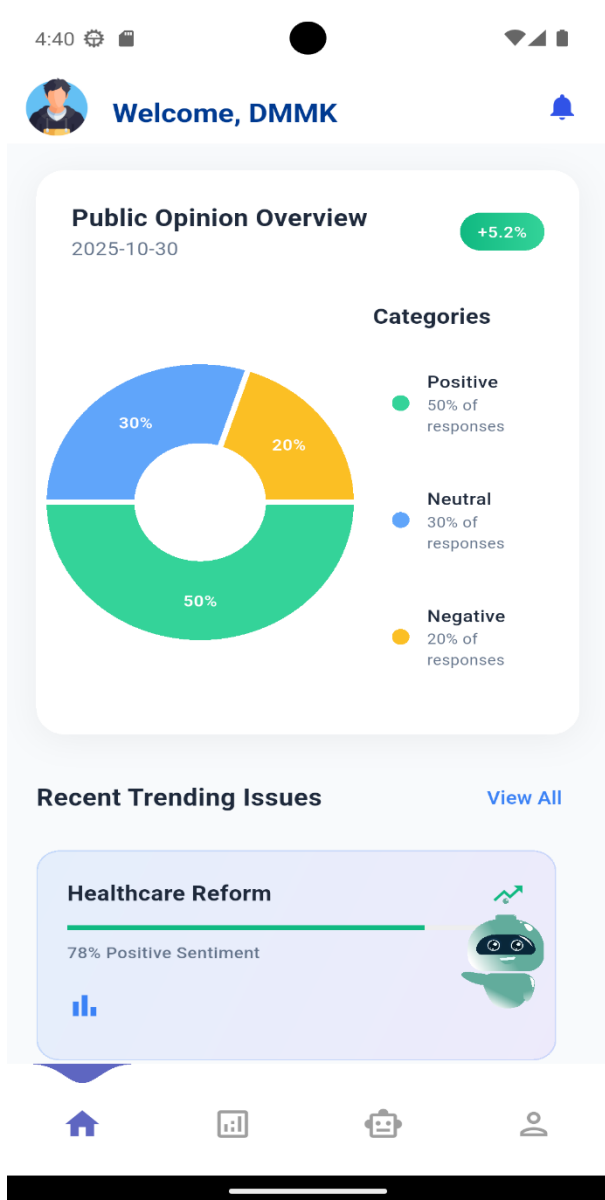 4:40
Welcome, DMMK
Public Opinion Overview
2025-10-30
+5.2%
Categories
30%
20%
50%
Positive
50% of
responses
Neutral
30% of
responses
Negative
20% of
responses
Recent Trending Issues
View All
Healthcare Reform
78% Positive Sentiment